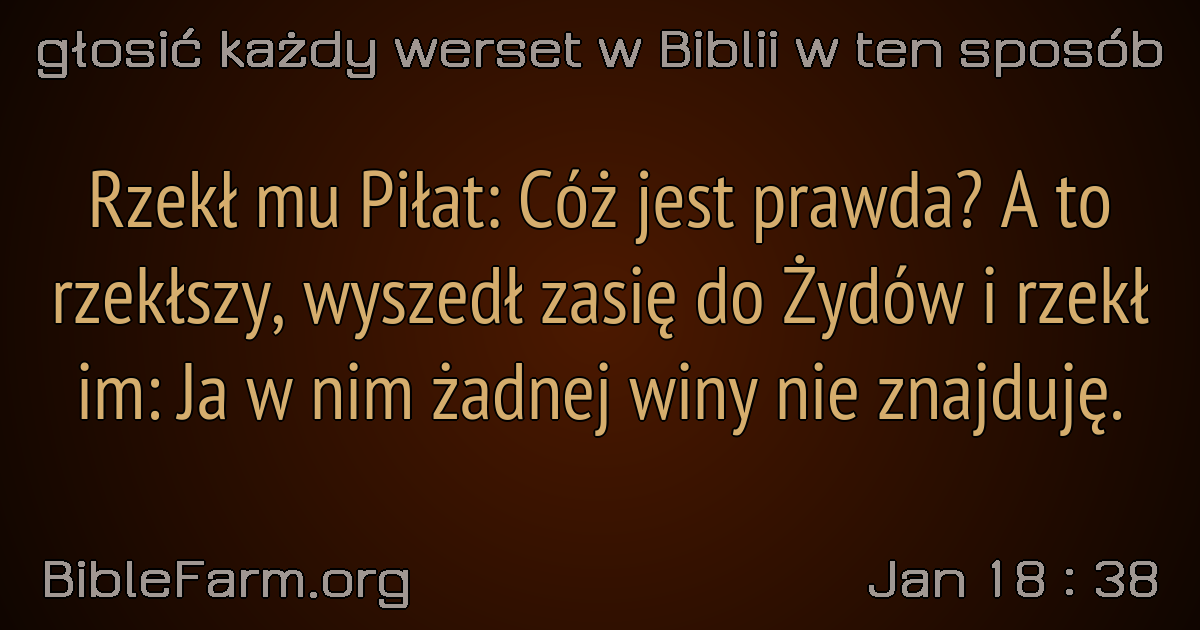 głosić każdy werset w Biblii w ten sposób
Rzekł mu Piłat: Cóż jest prawda? A to
rzekłszy, wyszedł zasię do Żydów i rzekł
im: Ja w nim żadnej winy nie znajduję.
BibleFarm.org
Jan 18 : 38